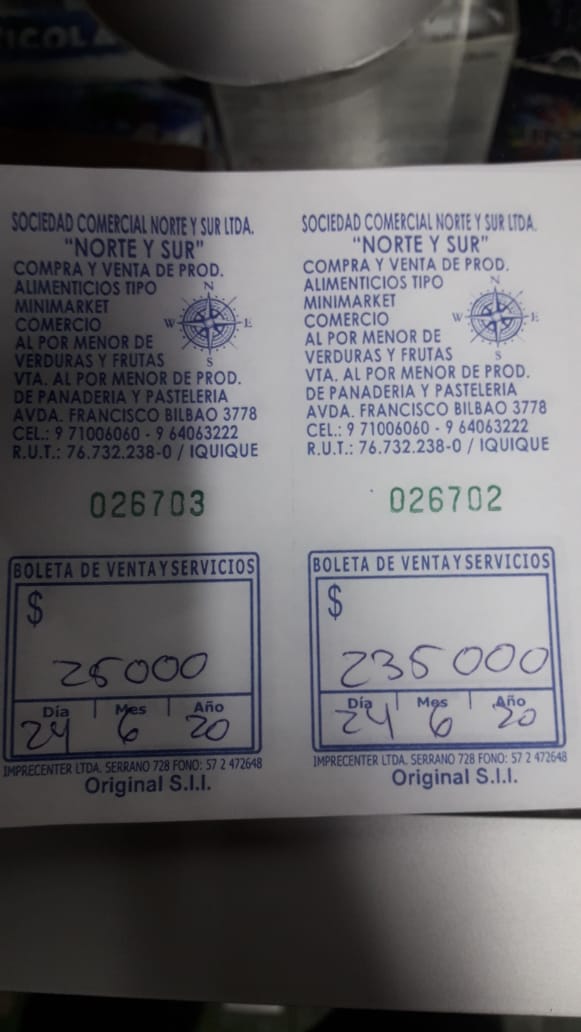 ICOLA
SOCIEDAD COMERCIAL NORTE Y SUR LTDA.
"NORTE Y SUR"
COMPRA Y VENTA DE PROD.
ALIMENTICIOS TIPO
MINIMARKET
COMERCIO
AL POR MENOR DE
VERDURAS Y FRUTAS
VTA. AL POR MENOR DE PROD.
DE PANADERIA Y PASTELERIA
AVDA. FRANCISCO BILBAO 3778
CEL.: 9 71006060 - 9 64063222
R.U.T.: 76.732.238-0 / IQUIQUE
N
W E
S
026703
BOLETA DE VENTA Y SERVICIOS
$
25000
Día Mes Año
24 6 20
IMPRECENTER LTDA. SERRANO 728 FONO: 57 2 472648
Original S.I.I.
SOCIEDAD COMERCIAL NORTE Y SUR LTDA.
"NORTE Y SUR"
COMPRA Y VENTA DE PROD.
ALIMENTICIOS TIPO
MINIMARKET
COMERCIO
AL POR MENOR DE
VERDURAS Y FRUTAS
VTA. AL POR MENOR DE PROD.
DE PANADERIA Y PASTELERIA
AVDA. FRANCISCO BILBAO 3778
CEL.: 9 71006060 - 9 64063222
R.U.T.: 76.732.238-0 / IQUIQUE
N
W E
S
026702
BOLETA DE VENTA Y SERVICIOS
$
235000
Día Mes Año
24 6 20
IMPRECENTER LTDA. SERRANO 728 FONO: 57 2 472648
Original S.I.I.